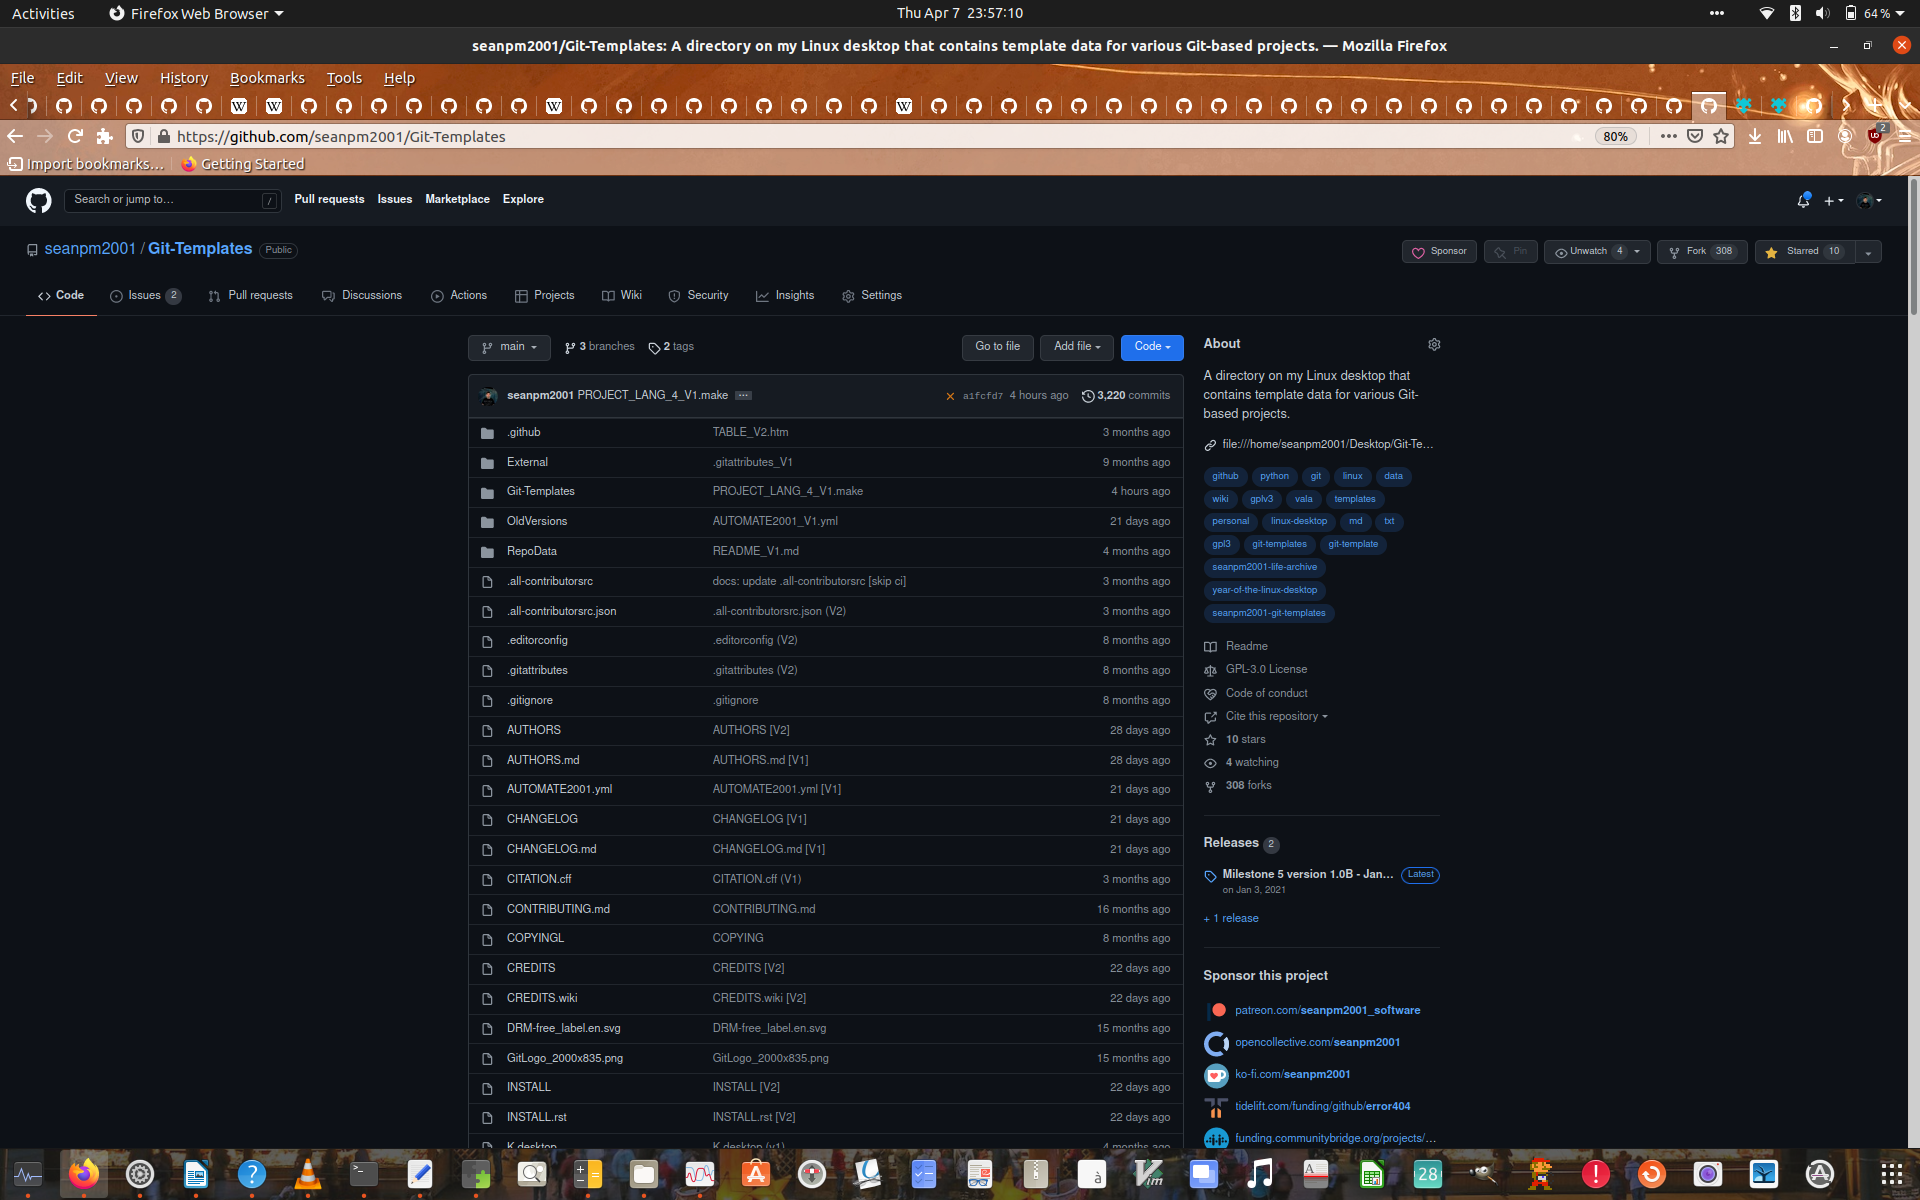 Activities
Firefox Web Browser
Thu Apr 7 23:57:10
64 %
seanpm2001/Git-Templates: A directory on my Linux desktop that contains template data for various Git-based projects. — Mozilla Firefox
File Edit View History Bookmarks Tools Help
https://github.com/seanpm2001/Git-Templates
80%
2
Import bookmarks…
Getting Started
Search or jump to…
/
Pull requests
Issues
Marketplace
Explore
seanpm2001 / Git-Templates
Public
Sponsor
Pin
Unwatch 4
Fork 308
Starred 10
Code
Issues 2
Pull requests
Discussions
Actions
Projects
Wiki
Security
Insights
Settings
main
3 branches
2 tags
Go to file
Add file
Code
seanpm2001 PROJECT_LANG_4_V1.make
a1fcfd7 4 hours ago
3,220 commits
.github TABLE_V2.htm 3 months ago
External .gitattributes_V1 9 months ago
Git-Templates PROJECT_LANG_4_V1.make 4 hours ago
OldVersions AUTOMATE2001_V1.yml 21 days ago
RepoData README_V1.md 4 months ago
.all-contributorsrc docs: update .all-contributorsrc [skip ci] 3 months ago
.all-contributorsrc.json .all-contributorsrc.json (V2) 3 months ago
.editorconfig .editorconfig (V2) 8 months ago
.gitattributes .gitattributes (V2) 8 months ago
.gitignore .gitignore 8 months ago
AUTHORS AUTHORS [V2] 28 days ago
AUTHORS.md AUTHORS.md [V1] 28 days ago
AUTOMATE2001.yml AUTOMATE2001.yml [V1] 21 days ago
CHANGELOG CHANGELOG [V1] 21 days ago
CHANGELOG.md CHANGELOG.md [V1] 21 days ago
CITATION.cff CITATION.cff (V1) 3 months ago
CONTRIBUTING.md CONTRIBUTING.md 16 months ago
COPYINGL COPYING 8 months ago
CREDITS CREDITS [V2] 22 days ago
CREDITS.wiki CREDITS.wiki [V2] 22 days ago
DRM-free_label.en.svg DRM-free_label.en.svg 15 months ago
GitLogo_2000x835.png GitLogo_2000x835.png 15 months ago
INSTALL INSTALL [V2] 22 days ago
INSTALL.rst INSTALL.rst [V2] 22 days ago
K.desktop K.desktop (v1) 4 months ago
About
A directory on my Linux desktop that
contains template data for various Git-
based projects.
file:///home/seanpm2001/Desktop/Git-Te…
github python git linux data
wiki gplv3 vala templates
personal linux-desktop md txt
gpl3 git-templates git-template
seanpm2001-life-archive
year-of-the-linux-desktop
seanpm2001-git-templates
Readme
GPL-3.0 License
Code of conduct
Cite this repository
10 stars
4 watching
308 forks
Releases 2
Milestone 5 version 1.0B - Jan… Latest
on Jan 3, 2021
+ 1 release
Sponsor this project
patreon.com/seanpm2001_software
opencollective.com/seanpm2001
ko-fi.com/seanpm2001
tidelift.com/funding/github/error404
funding.communitybridge.org/projects/…
28